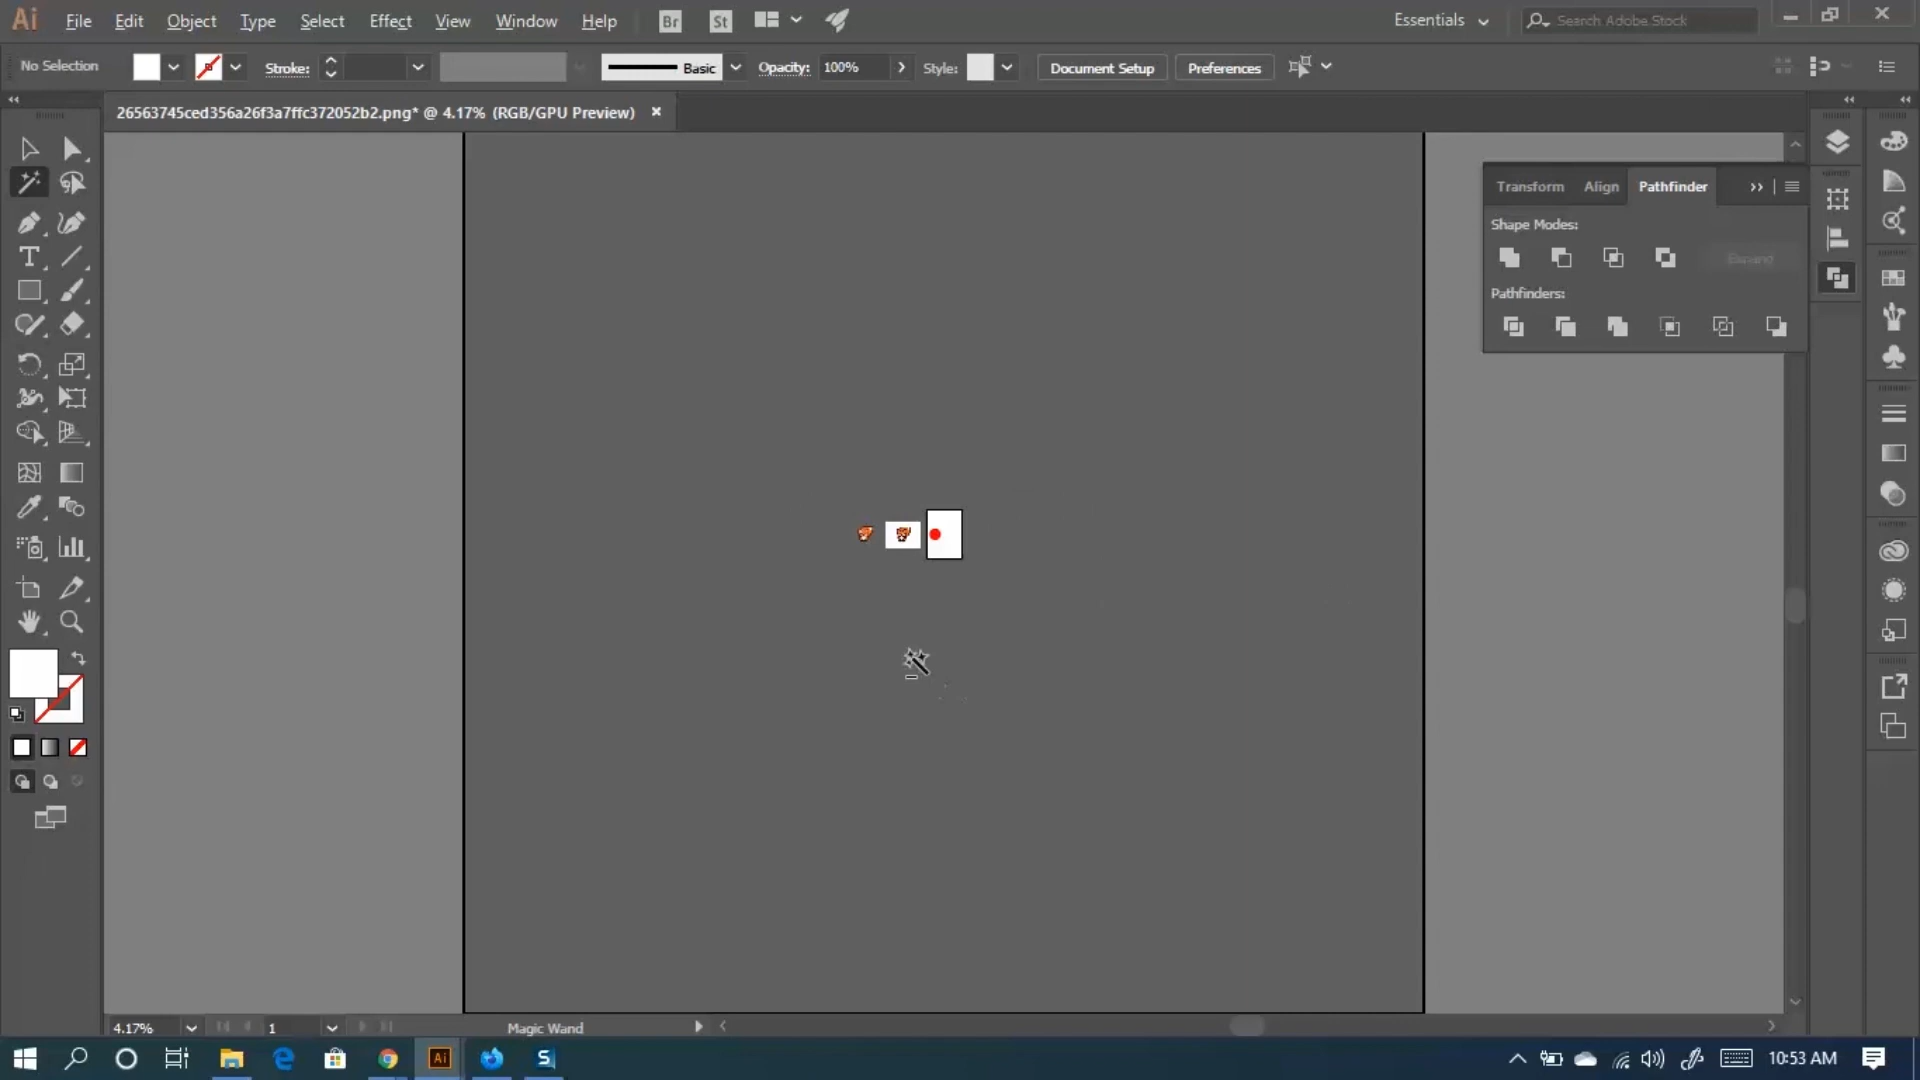 Ai File Edit Object Type Select Effect View Window Help Br St Essentials Search Adobe Stock
No Selection Stroke: Basic Opacity: 100% Style: Document Setup Preferences
26563745ced356a26f3a7ffc372052b2.png* @ 4.17% (RGB/GPU Preview)
Transform Align Pathfinder
Shape Modes:
Expand
Pathfinders:
4.17% 1 Magic Wand
Ai S 10:53 AM